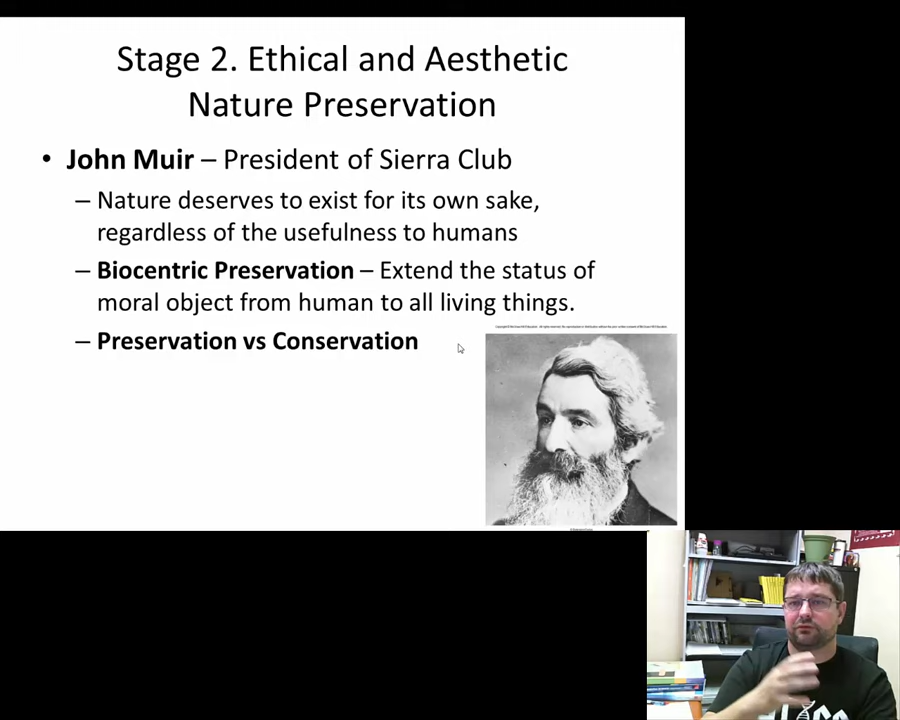 Stage 2. Ethical and Aesthetic
Nature Preservation
• John Muir – President of Sierra Club
– Nature deserves to exist for its own sake,
regardless of the usefulness to humans
– Biocentric Preservation – Extend the status of
moral object from human to all living things.
– Preservation vs Conservation